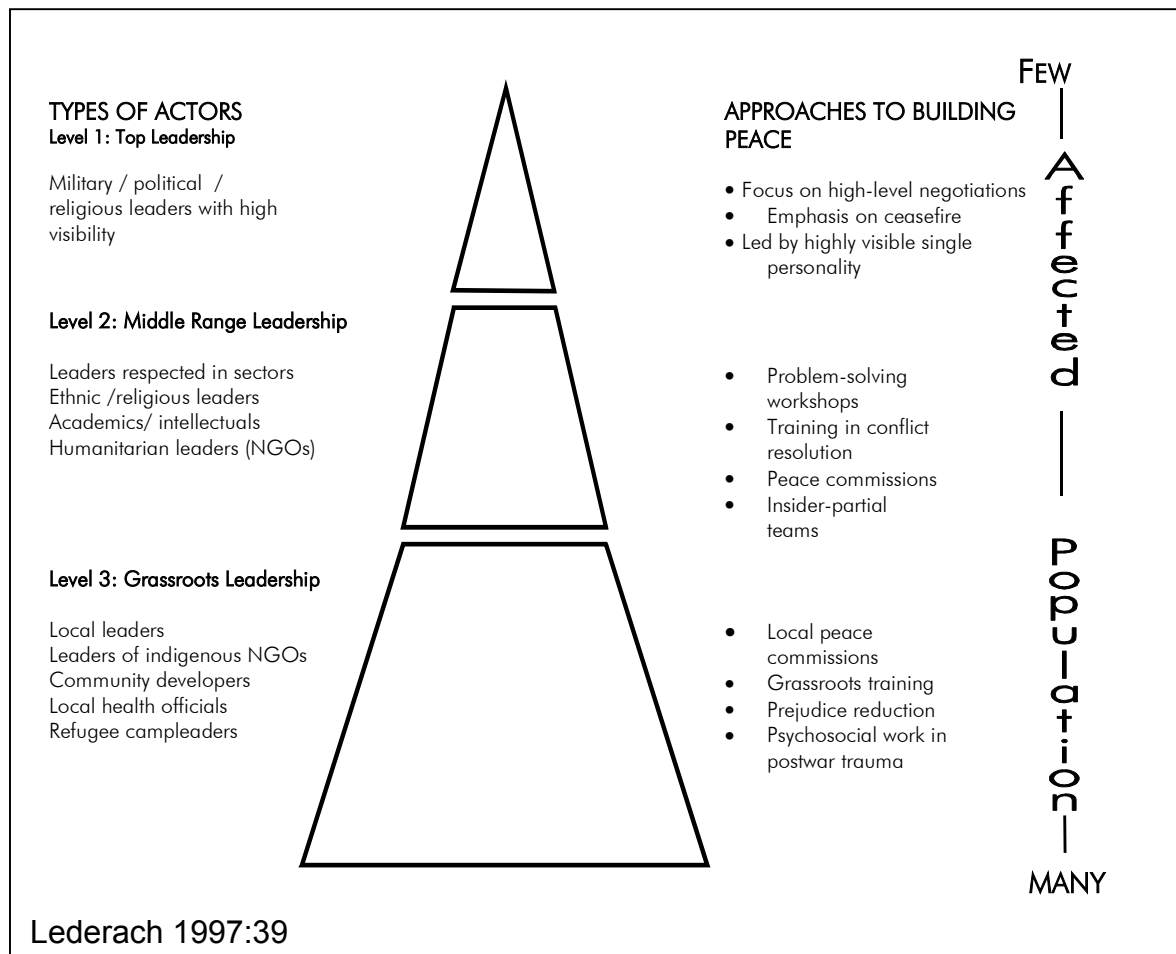 TYPES OF ACTORS
Level 1: Top Leadership
Military / political /
religious leaders with high
visibility
Level 2: Middle Range Leadership
Leaders respected in sectors
Ethnic /religious leaders
Academics/ intellectuals
Humanitarian leaders (NGOs)
Level 3: Grassroots Leadership
Local leaders
Leaders of indigenous NGOs
Community developers
Local health officials
Refugee campleaders
APPROACHES TO BUILDING
PEACE
• Focus on high-level negotiations
• Emphasis on ceasefire
• Led by highly visible single
personality
• Problem-solving
workshops
• Training in conflict
resolution
• Peace commissions
• Insider-partial
teams
• Local peace
commissions
• Grassroots training
• Prejudice reduction
• Psychosocial work in
postwar trauma
FEW
Affected
Population
MANY
Lederach 1997:39